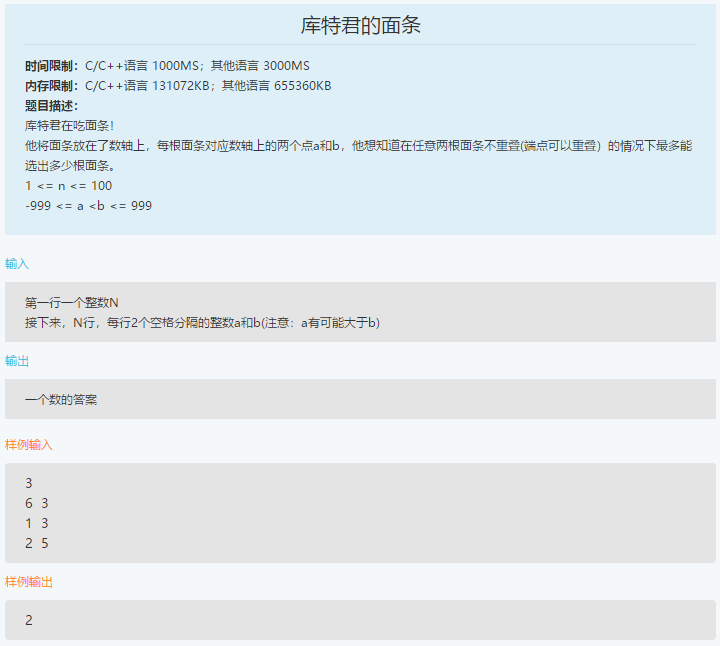 库特君的面条
时间限制：C/C++语言 1000MS；其他语言 3000MS
内存限制：C/C++语言 131072KB；其他语言 655360KB
题目描述：
库特君在吃面条！
他将面条放在了数轴上，每根面条对应数轴上的两个点a和b，他想知道在任意两根面条不重叠(端点可以重叠）的情况下最多能
选出多少根面条。
1 <= n <= 100
-999 <= a <b <= 999
输入
第一行一个整数N
接下来，N行，每行2个空格分隔的整数a和b(注意：a有可能大于b)
输出
一个数的答案
样例输入
3
6 3
1 3
2 5
样例输出
2